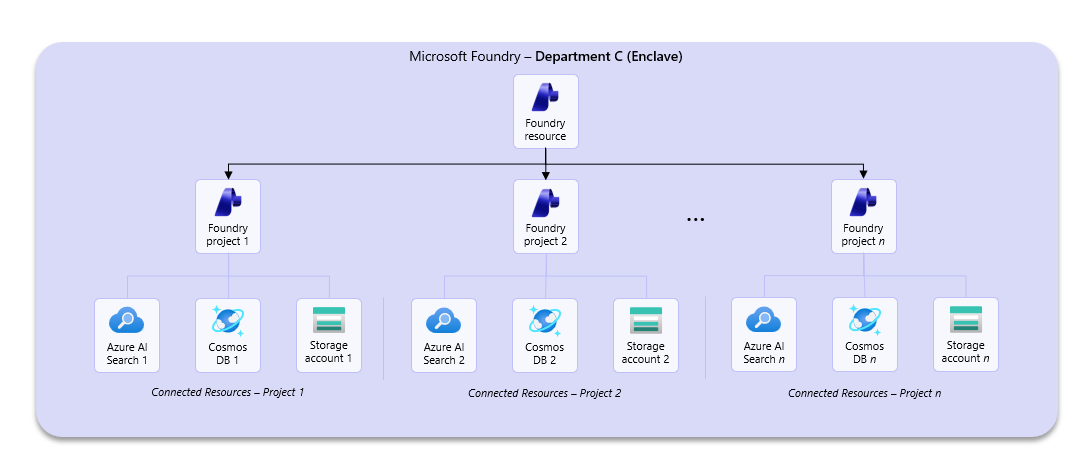 Microsoft Foundry – Department C (Enclave)
Foundry
resource
Foundry
project 1
Foundry
project 2
...
Foundry
project n
Azure AI
Search 1
Cosmos
DB 1
Storage
account 1
Azure AI
Search 2
Cosmos
DB 2
Storage
account 2
Azure AI
Search n
Cosmos
DB n
Storage
account n
Connected Resources – Project 1
Connected Resources – Project 2
Connected Resources – Project n